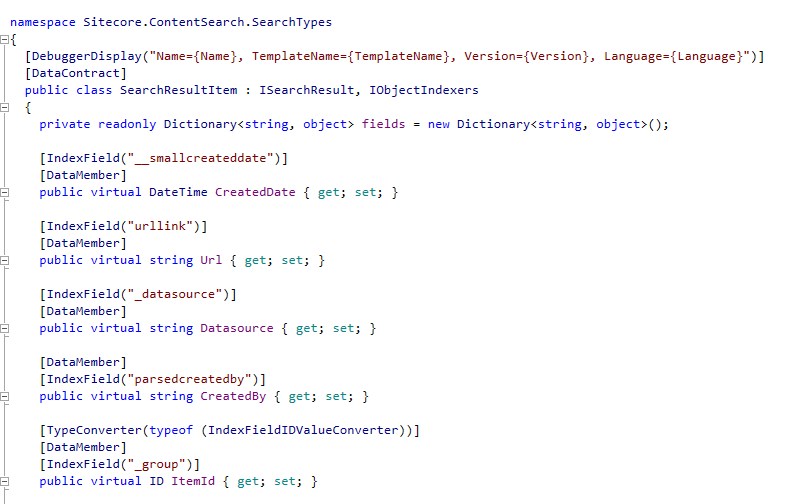 namespace Sitecore.ContentSearch.SearchTypes
{
[DebuggerDisplay("Name={Name}, TemplateName={TemplateName}, Version={Version}, Language={Language}")]
[DataContract]
public class SearchResultItem : ISearchResult, IObjectIndexers
{
private readonly Dictionary<string, object> fields = new Dictionary<string, object>();
[IndexField("__smallcreateddate")]
[DataMember]
public virtual DateTime CreatedDate { get; set; }
[IndexField("urllink")]
[DataMember]
public virtual string Url { get; set; }
[IndexField("_datasource")]
[DataMember]
public virtual string Datasource { get; set; }
[DataMember]
[IndexField("parsedcreatedby")]
public virtual string CreatedBy { get; set; }
[TypeConverter(typeof (IndexFieldIDValueConverter))]
[DataMember]
[IndexField("_group")]
public virtual ID ItemId { get; set; }